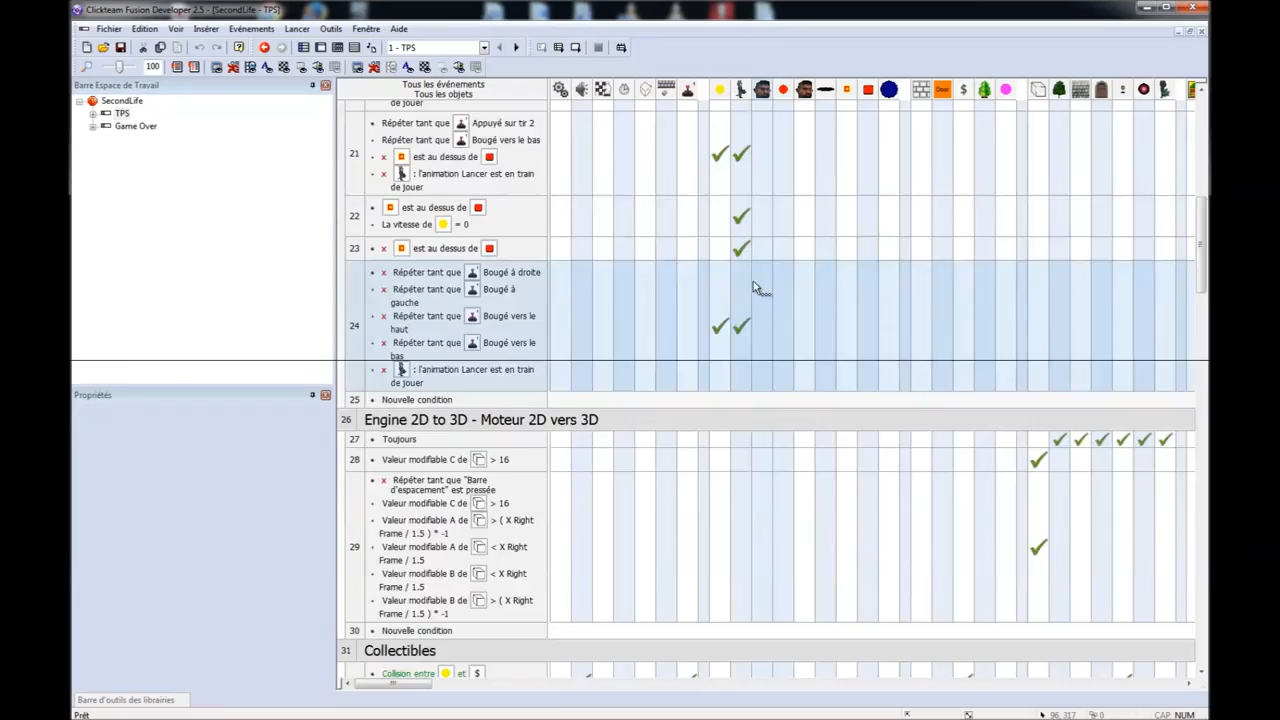 Clickteam Fusion Developer 2.5 - [SecondLife - TPS]
Fichier Edition Voir Insérer Evénements Lancer Outils Fenêtre Aide
1 - TPS
100
Barre Espace de Travail
SecondLife
TPS
Game Over
Propriétés
Barre d'outils de librairies
Tous les événements
Tous les objets
Door
$
de jouer
21
Répéter tant que Appuyé sur tir 2
Répéter tant que Bougé vers le bas
x est au dessus de
x : l'animation Lancer est en train
de jouer
22
est au dessus de
La vitesse de = 0
23
x est au dessus de
24
x Répéter tant que Bougé à droite
x Répéter tant que Bougé à
gauche
x Répéter tant que Bougé vers le
haut
x Répéter tant que Bougé vers le
bas
x : l'animation Lancer est en train
de jouer
25 Nouvelle condition
26 Engine 2D to 3D - Moteur 2D vers 3D
27 Toujours
28 Valeur modifiable C de > 16
29
x Répéter tant que "Barre
d'espacement" est pressée
Valeur modifiable C de > 16
Valeur modifiable A de > ( X Right
Frame / 1.5 ) * -1
Valeur modifiable A de < X Right
Frame / 1.5
Valeur modifiable B de < X Right
Frame / 1.5
Valeur modifiable B de > ( X Right
Frame / 1.5 ) * -1
30 Nouvelle condition
31 Collectibles
Collision entre et $
Prêt
96, 317
0
CAP NUM